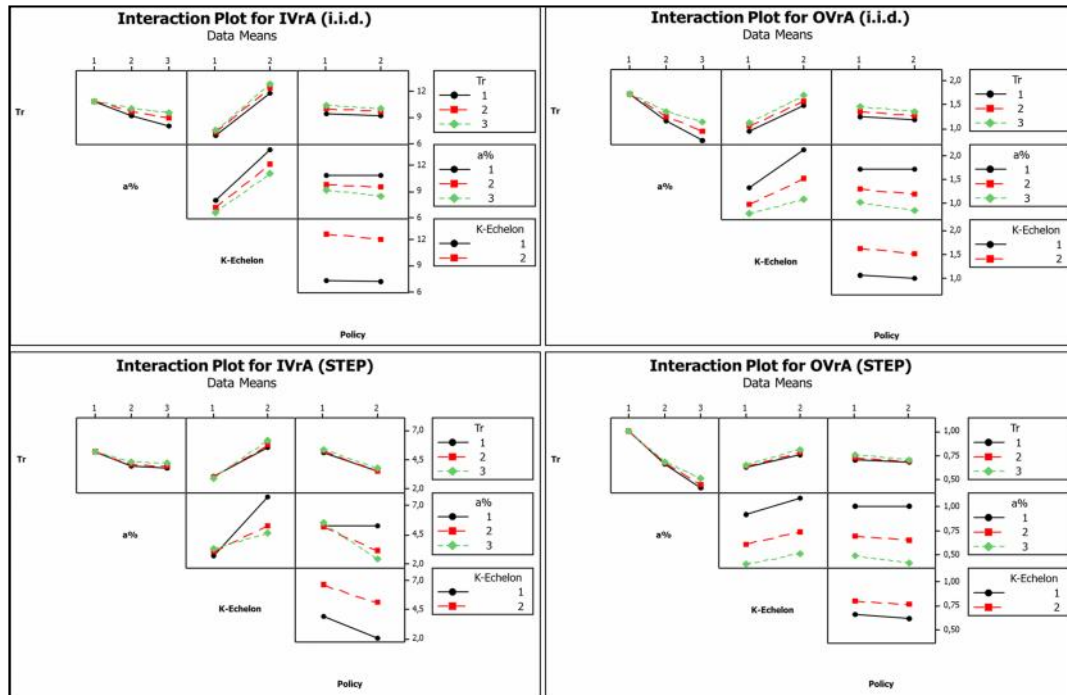 Interaction Plot for IVrA (i.i.d.)
Data Means
1 2 3 1 2 1 2
Tr
12
9
6
Tr
1
2
3
a%
12
9
6
a%
1
2
3
K-Echelon
12
9
6
K-Echelon
1
2
Policy
Interaction Plot for OVrA (i.i.d.)
Data Means
1 2 3 1 2 1 2
Tr
2,0
1,5
1,0
Tr
1
2
3
a%
2,0
1,5
1,0
a%
1
2
3
K-Echelon
2,0
1,5
1,0
K-Echelon
1
2
Policy
Interaction Plot for IVrA (STEP)
Data Means
1 2 3 1 2 1 2
Tr
7,0
4,5
2,0
Tr
1
2
3
a%
7,0
4,5
2,0
a%
1
2
3
K-Echelon
7,0
4,5
2,0
K-Echelon
1
2
Policy
Interaction Plot for OVrA (STEP)
Data Means
1 2 3 1 2 1 2
Tr
1,00
0,75
0,50
Tr
1
2
3
a%
1,00
0,75
0,50
a%
1
2
3
K-Echelon
1,00
0,75
0,50
K-Echelon
1
2
Policy